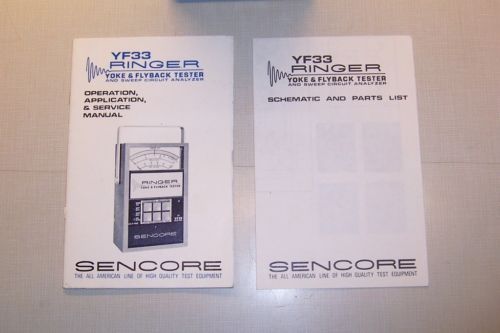 YF33
RINGER
YOKE & FLYBACK TESTER
AND SWEEP CIRCUIT ANALYZER
OPERATION,
APPLICATION,
& SERVICE
MANUAL
RINGER
YOKE & FLYBACK TESTER
SENCORE
SENCORE
THE ALL AMERICAN LINE OF HIGH QUALITY TEST EQUIPMENT
YF33
RINGER
YOKE & FLYBACK TESTER
AND SWEEP CIRCUIT ANALYZER
SCHEMATIC AND PARTS LIST
SENCORE
THE ALL AMERICAN LINE OF HIGH QUALITY TEST EQUIPMENT